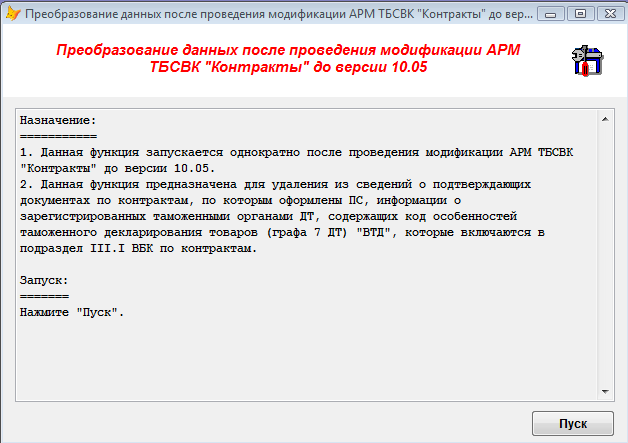 Преобразование данных после проведения модификации АРМ ТБСВК "Контракты" до вер...
Преобразование данных после проведения модификации АРМ
ТБСВК "Контракты" до версии 10.05
Назначение:
===========
1. Данная функция запускается однократно после проведения модификации АРМ ТБСВК
"Контракты" до версии 10.05.
2. Данная функция предназначена для удаления из сведений о подтверждающих
документах по контрактам, по которым оформлены ПС, информации о
зарегистрированных таможенными органами ДТ, содержащих код особенностей
таможенного декларирования товаров (графа 7 ДТ) "ВТД", которые включаются в
подраздел III.I ВБК по контрактам.
Запуск:
=======
Нажмите "Пуск".
Пуск